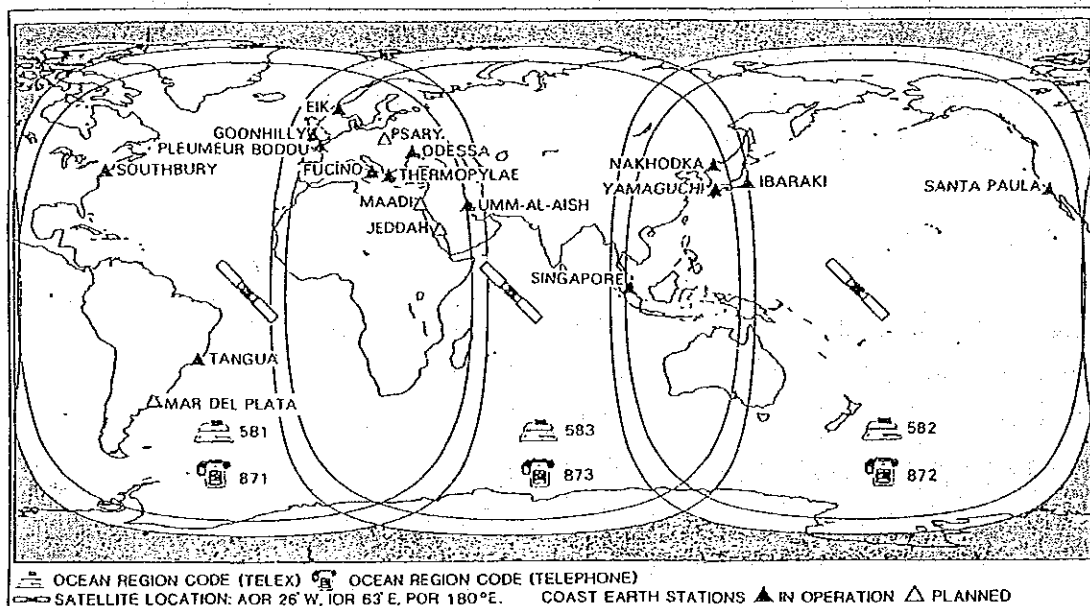 EIK
GOONHILLY
PSARY
PLEUMEUR BODOU
ODESSA
SOUTHBURY
FUCINO
THERMOPYLAE
NAKHODKA
YAMAGUCHI
IBARAKI
SANTA PAULA
MAADI
UMM-AL-AISH
JEDDAH
SINGAPORE
TANGUA
MAR DEL PLATA
581
583
582
871
873
872
OCEAN REGION CODE (TELEX) OCEAN REGION CODE (TELEPHONE)
SATELLITE LOCATION: AOR 26°W, IOR 63°E, POR 180°E. COAST EARTH STATIONS ▲ IN OPERATION △ PLANNED